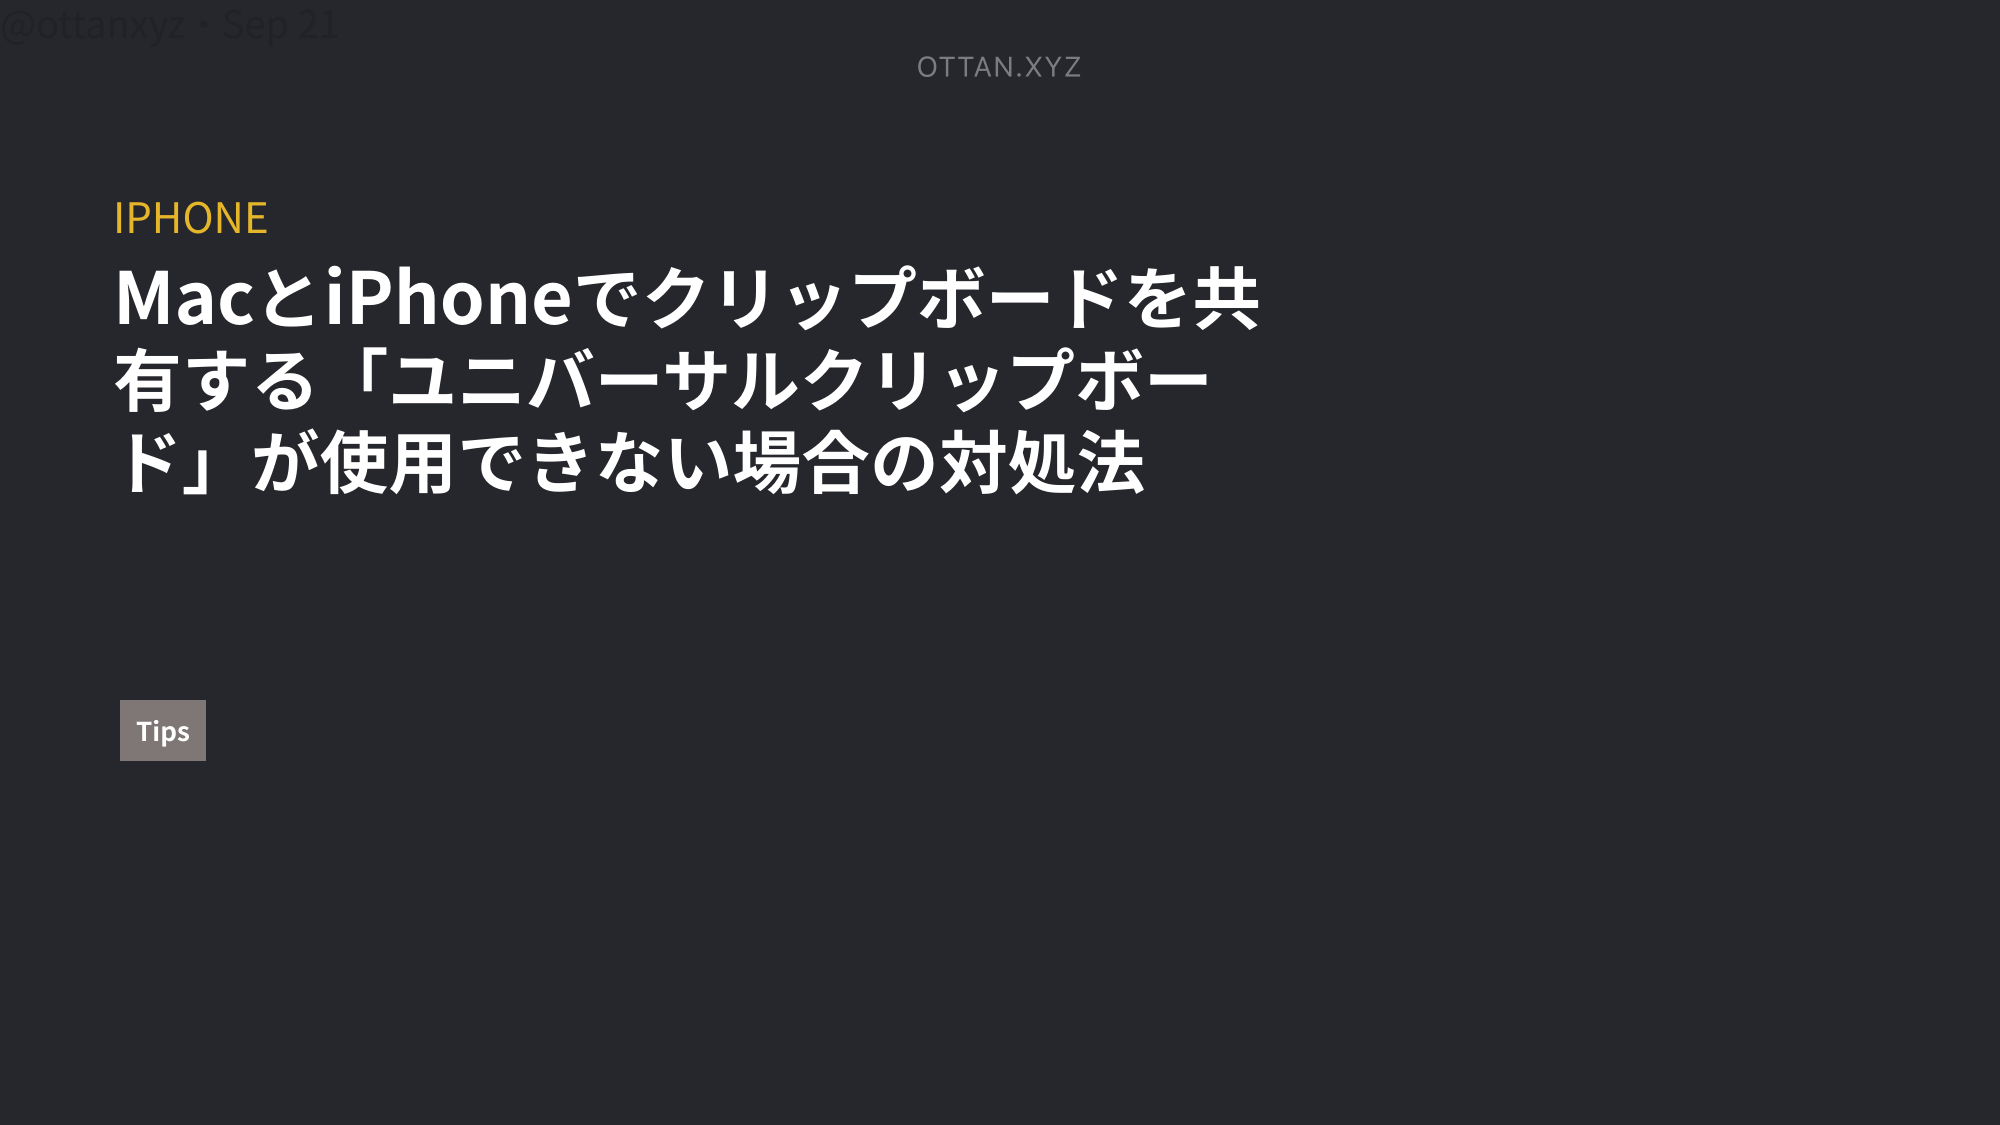 @ottanxyz・Sep 21
OTTAN.XYZ
IPHONE
MacとiPhoneでクリップボードを共
有する「ユニバーサルクリップボー
ド」が使用できない場合の対処法
Tips